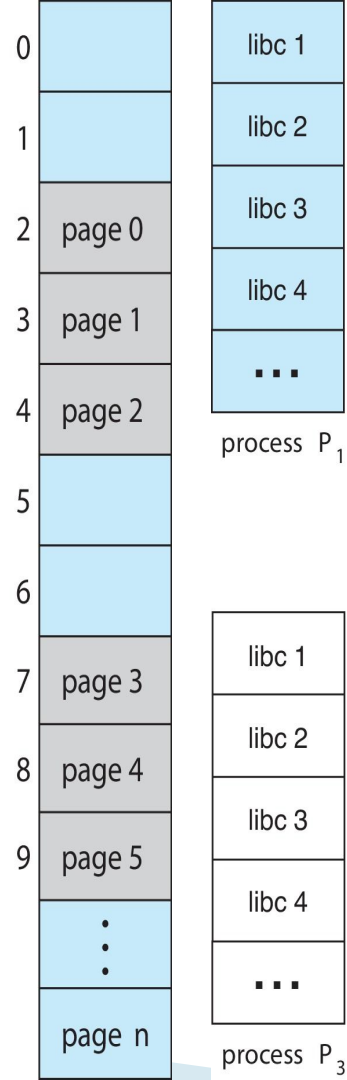 0
1
2 page 0
3 page 1
4 page 2
5
6
7 page 3
8 page 4
9 page 5
⋮
page n
libc 1
libc 2
libc 3
libc 4
...
process P1
libc 1
libc 2
libc 3
libc 4
...
process P3